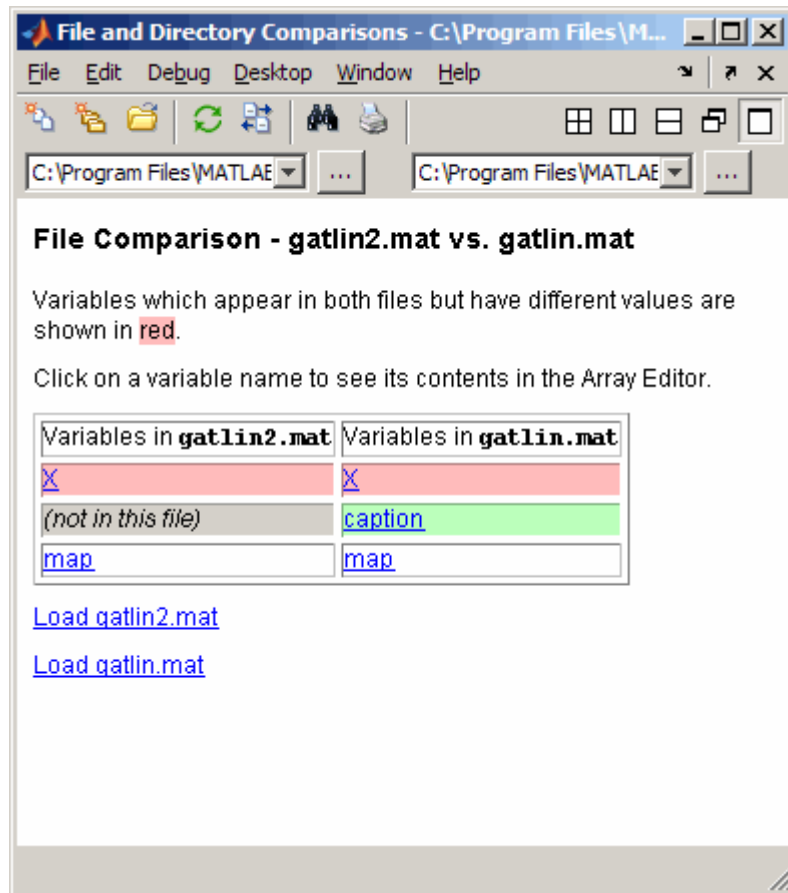 File and Directory Comparisons - C:\Program Files\M...
File Edit Debug Desktop Window Help
C:\Program Files\MATLAB ... C:\Program Files\MATLAB ...
File Comparison - gatlin2.mat vs. gatlin.mat
Variables which appear in both files but have different values are
shown in red.
Click on a variable name to see its contents in the Array Editor.
Variables in gatlin2.mat Variables in gatlin.mat
X X
(not in this file) caption
map map
Load gatlin2.mat
Load gatlin.mat